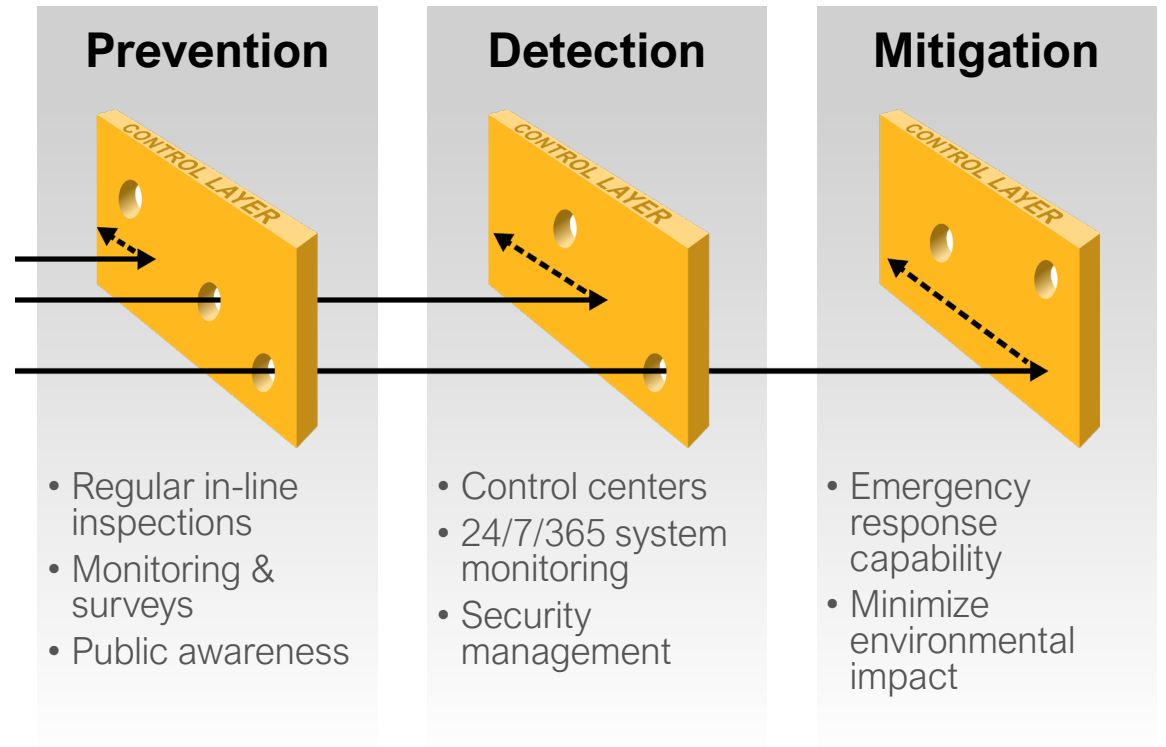 Prevention
CONTROL LAYER
• Regular in-line
inspections
• Monitoring &
surveys
• Public awareness
Detection
CONTROL LAYER
• Control centers
• 24/7/365 system
monitoring
• Security
management
Mitigation
CONTROL LAYER
• Emergency
response
capability
• Minimize
environmental
impact